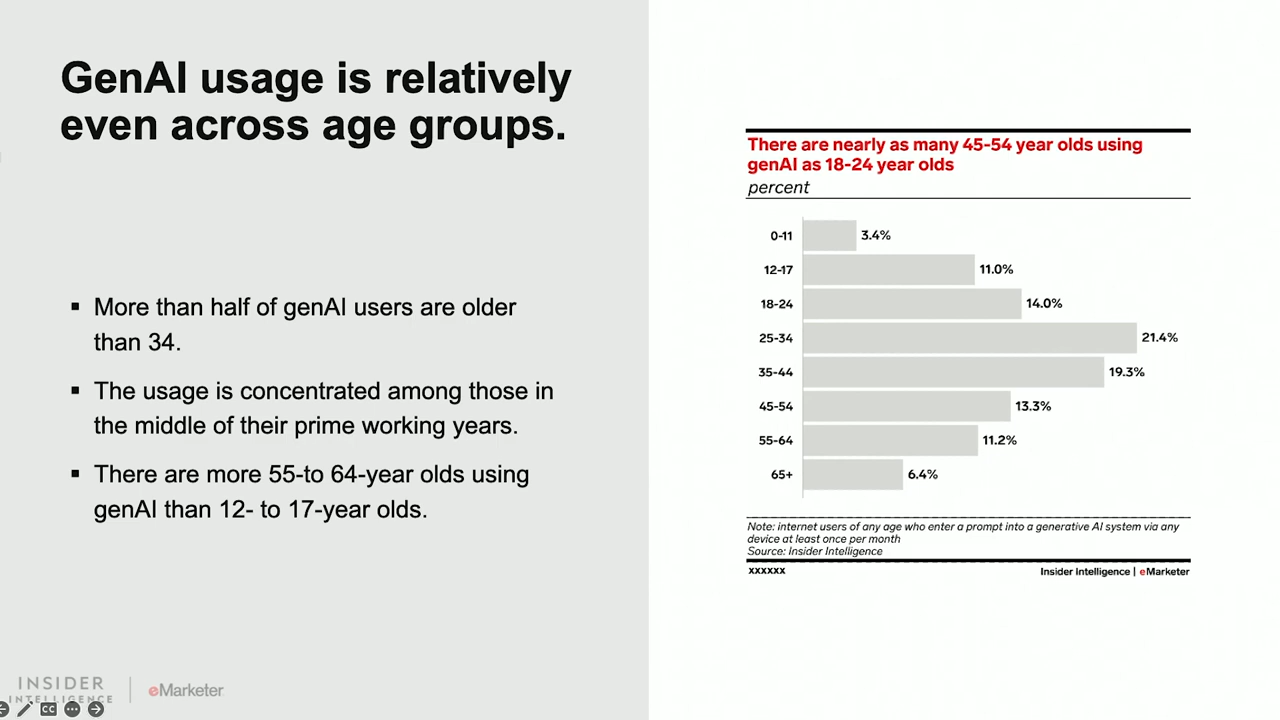 GenAI usage is relatively
even across age groups.
▪ More than half of genAI users are older
than 34.
▪ The usage is concentrated among those in
the middle of their prime working years.
▪ There are more 55-to 64-year olds using
genAI than 12- to 17-year olds.
There are nearly as many 45-54 year olds using
genAI as 18-24 year olds
percent
0-11 3.4%
12-17 11.0%
18-24 14.0%
25-34 21.4%
35-44 19.3%
45-54 13.3%
55-64 11.2%
65+ 6.4%
Note: internet users of any age who enter a prompt into a generative AI system via any
device at least once per month
Source: Insider Intelligence
xxxxxx Insider Intelligence | eMarketer
INSIDER
INTELLIGENCE | eMarketer
CC